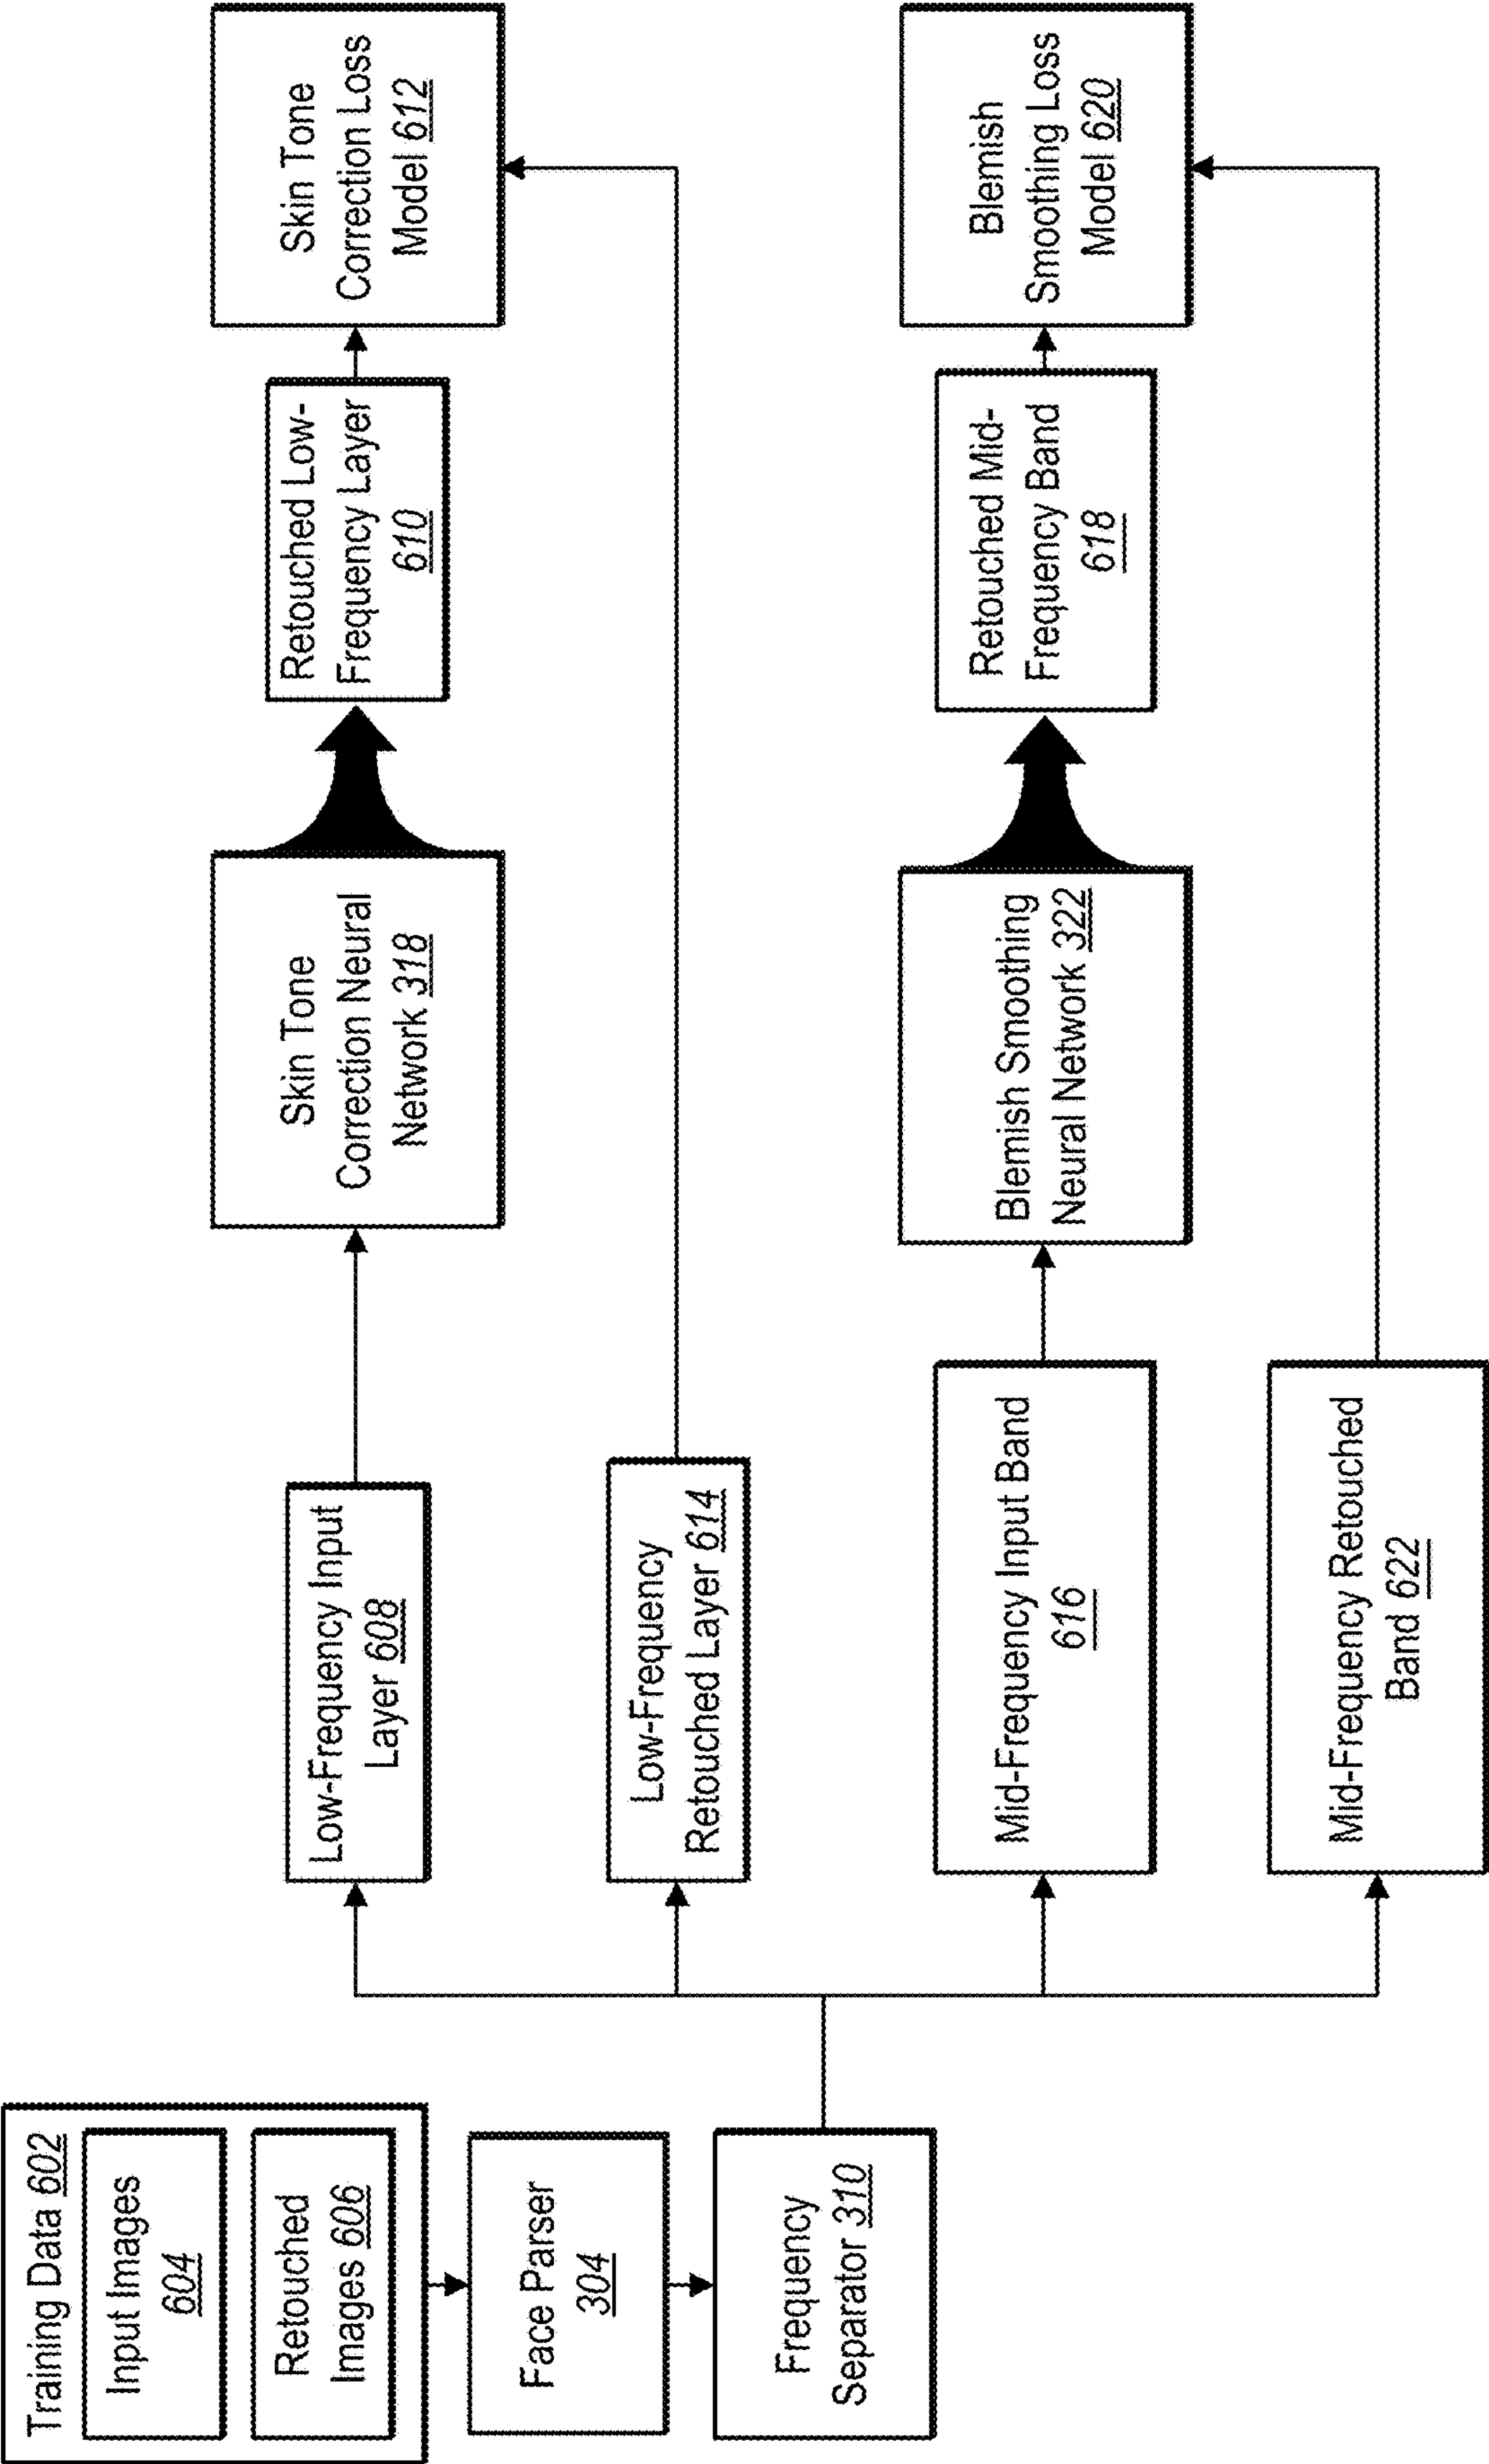 Training Data 602
Input Images
604
Retouched
Images 606
Face Parser
304
Frequency
Separator 310
Low-Frequency Input
Layer 608
Low-Frequency
Retouched Layer 614
Mid-Frequency Input Band
616
Mid-Frequency Retouched
Band 622
Skin Tone
Correction Neural
Network 318
Blemish Smoothing
Neural Network 322
Retouched Low-
Frequency Layer
610
Retouched Mid-
Frequency Band
618
Skin Tone
Correction Loss
Model 612
Blemish
Smoothing Loss
Model 620